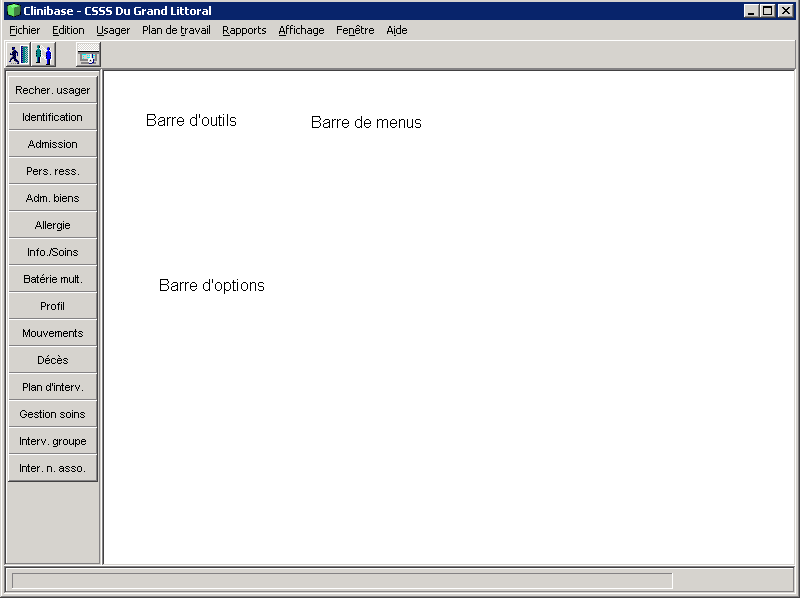 Clinibase - CSSS Du Grand Littoral
Fichier Edition Usager Plan de travail Rapports Affichage Fenêtre Aide
Recher. usager
Identification
Admission
Pers. ress.
Adm. biens
Allergie
Info./Soins
Batérie mult.
Profil
Mouvements
Décès
Plan d'interv.
Gestion soins
Interv. groupe
Inter. n. asso.
Barre d'outils
Barre de menus
Barre d'options